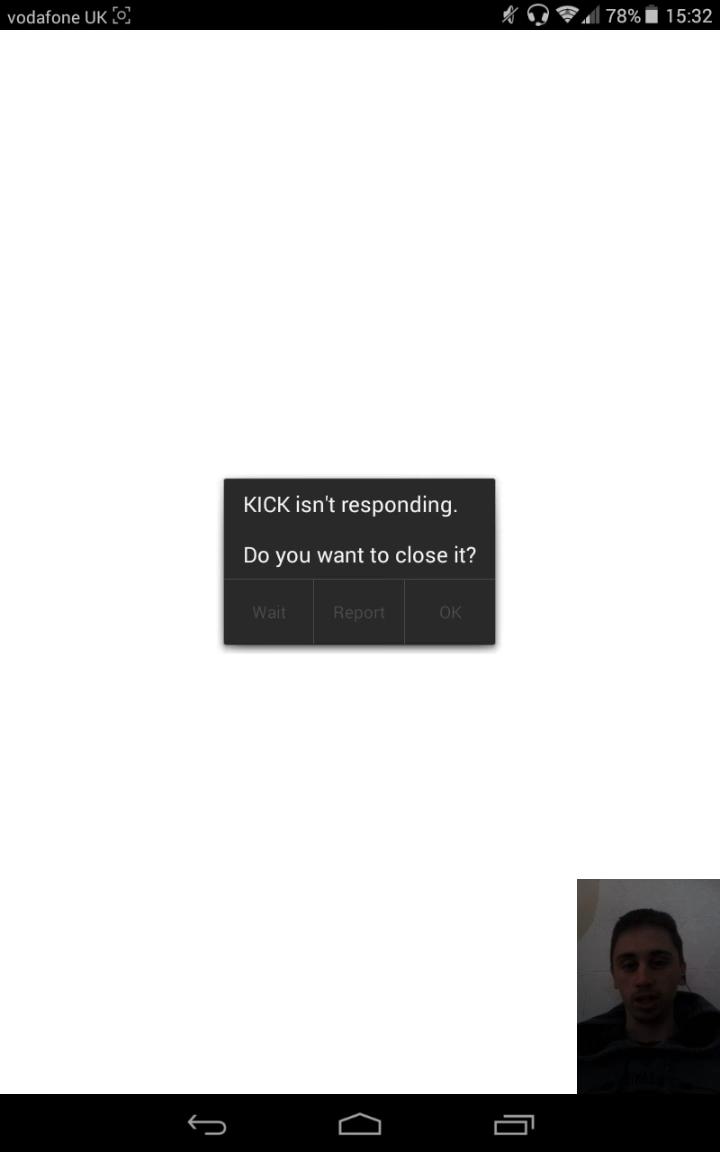 vodafone UK 78% 15:32
KICK isn't responding.
Do you want to close it?
Wait Report OK